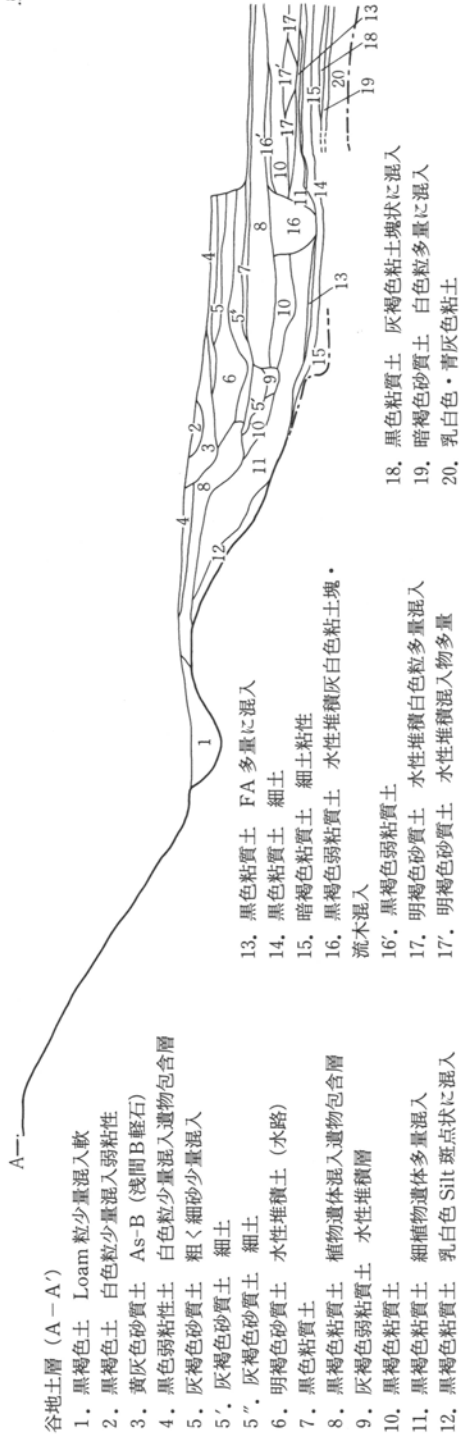 谷地土層（A－A′）
1．黒褐色土　Loam 粒少量混入軟
2．黒褐色土　白色粒少量混入弱粘性
3．黄灰色砂質土　As-B（浅間B軽石）
4．黒色弱粘性土　白色粒少量混入遺物包含層
5．灰褐色砂質土　粗く細砂少量混入
5′．灰褐色砂質土　細土
5″．灰褐色砂質土　細土
6．明褐色砂質土　水性堆積土（水路）
7．黒色粘質土
8．黒褐色粘質土　植物遺体混入遺物包含層
9．灰褐色弱粘質土　水性堆積層
10．黒褐色粘質土
11．黒褐色粘質土　細植物遺体多量混入
12．黒褐色粘質土　乳白色 Silt 斑点状に混入
13．黒色粘質土　FA 多量に混入
14．黒色粘質土　細土
15．暗褐色粘質土　細土粘性
16．黒褐色弱粘質土　水性堆積灰白色粘土塊・
流木混入
16′．黒褐色弱粘質土
17．明褐色砂質土　水性堆積白色粒多量混入
17′．明褐色砂質土　水性堆積混入物多量
18．黒色粘質土　灰褐色粘土塊状に混入
19．暗褐色砂質土　白色粒多量に混入
20．乳白色・青灰色粘土
A
1
4
2
3
8
12
4
5
6
5″
7
5′
9
10
11
8
10
16
16′
10
11
17
17′
17
17′
17
13
14
15
13
15
18
19
20